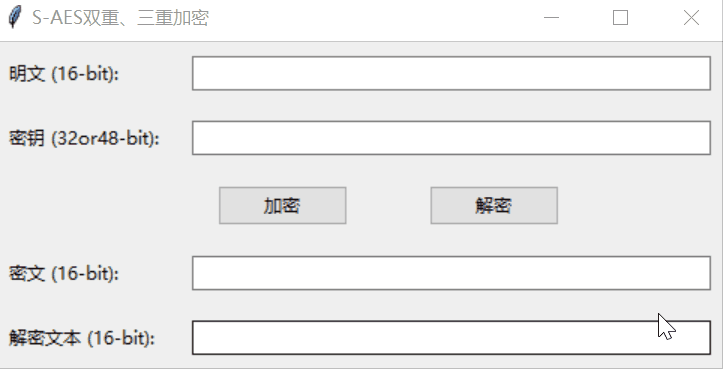 S-AES双重、三重加密
明文 (16-bit):
密钥 (32or48-bit):
加密 解密
密文 (16-bit):
解密文本 (16-bit):